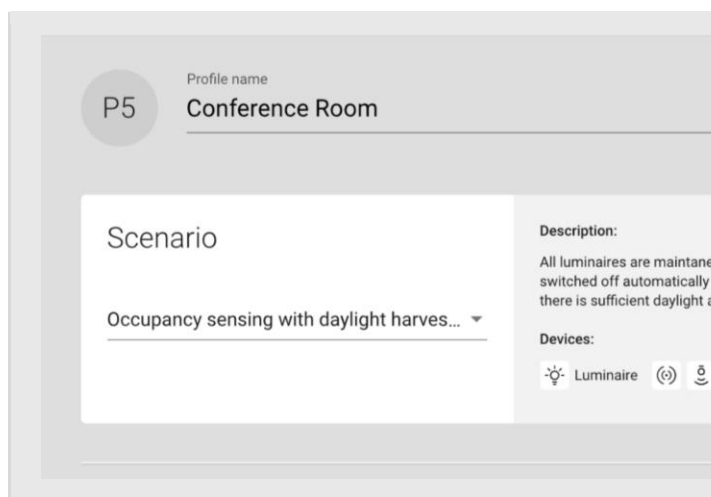 P5
Profile name
Conference Room
Scenario
Occupancy sensing with daylight harves...
Description:
All luminaires are maintane
switched off automatically
there is sufficient daylight a
Devices:
Luminaire